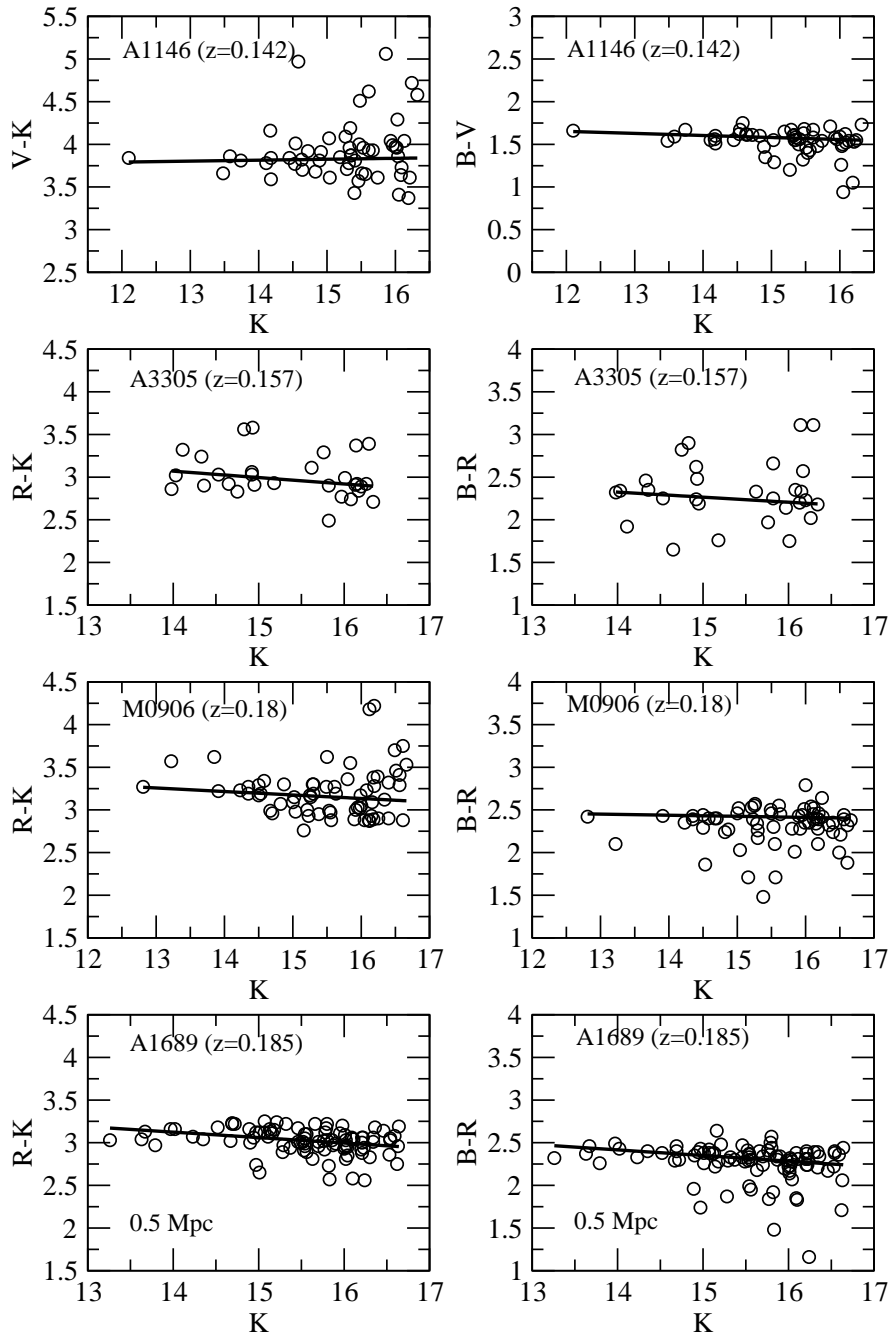 A1146 (z=0.142)
V-K
5.5
5
4.5
4
3.5
3
2.5
12 13 14 15 16
K
A1146 (z=0.142)
B-V
3
2.5
2
1.5
1
0.5
0
12 13 14 15 16
K
A3305 (z=0.157)
R-K
4.5
4
3.5
3
2.5
2
1.5
13 14 15 16 17
K
A3305 (z=0.157)
B-R
4
3.5
3
2.5
2
1.5
1
13 14 15 16 17
K
M0906 (z=0.18)
R-K
4.5
4
3.5
3
2.5
2
1.5
12 13 14 15 16 17
K
M0906 (z=0.18)
B-R
4
3.5
3
2.5
2
1.5
1
12 13 14 15 16 17
K
A1689 (z=0.185)
R-K
4.5
4
3.5
3
2.5
2
1.5
0.5 Mpc
13 14 15 16 17
K
A1689 (z=0.185)
B-R
4
3.5
3
2.5
2
1.5
1
0.5 Mpc
13 14 15 16 17
K